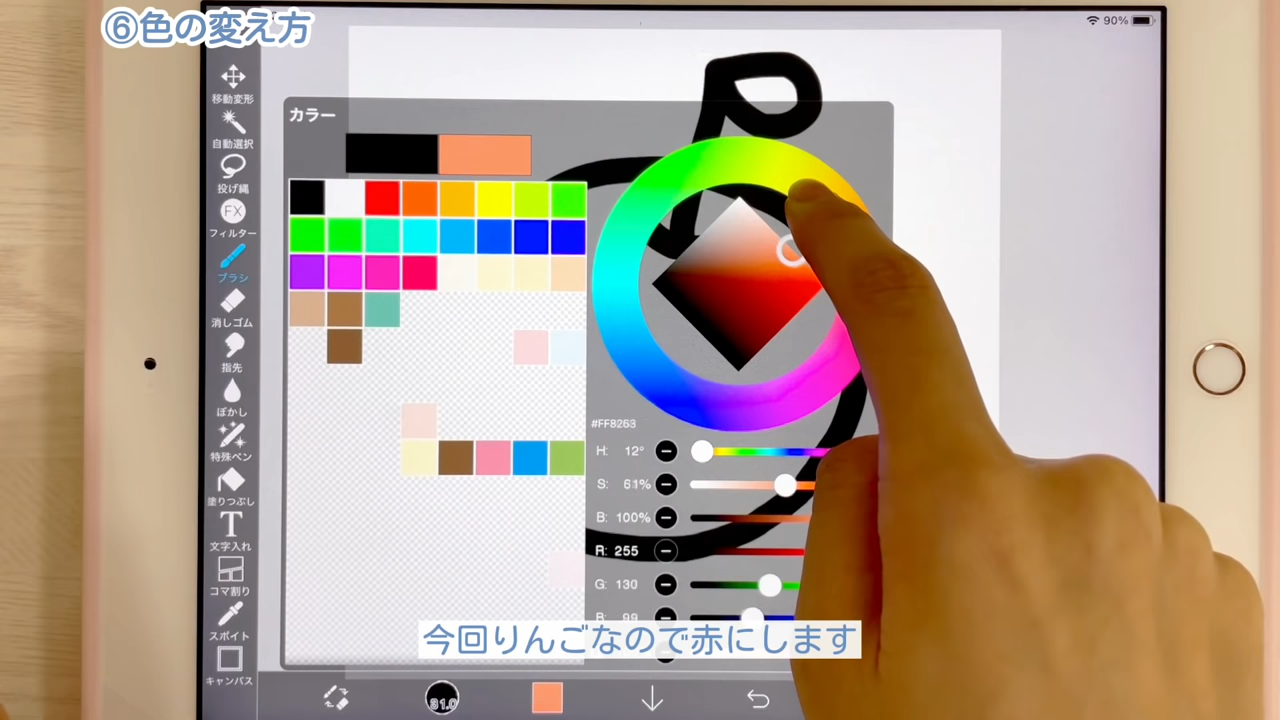 ⑥色の変え方
90%
移動変形
自動選択
投げ縄
FX
フィルター
ブラシ
消しゴム
指先
ぼかし
特殊ペン
塗りつぶし
T
文字入れ
コマ割り
スポイト
キャンバス
カラー
#FF8263
H: 12°
S: 61%
B: 100%
R: 255
G: 130
B: 99
今回りんごなので赤にします
31.0